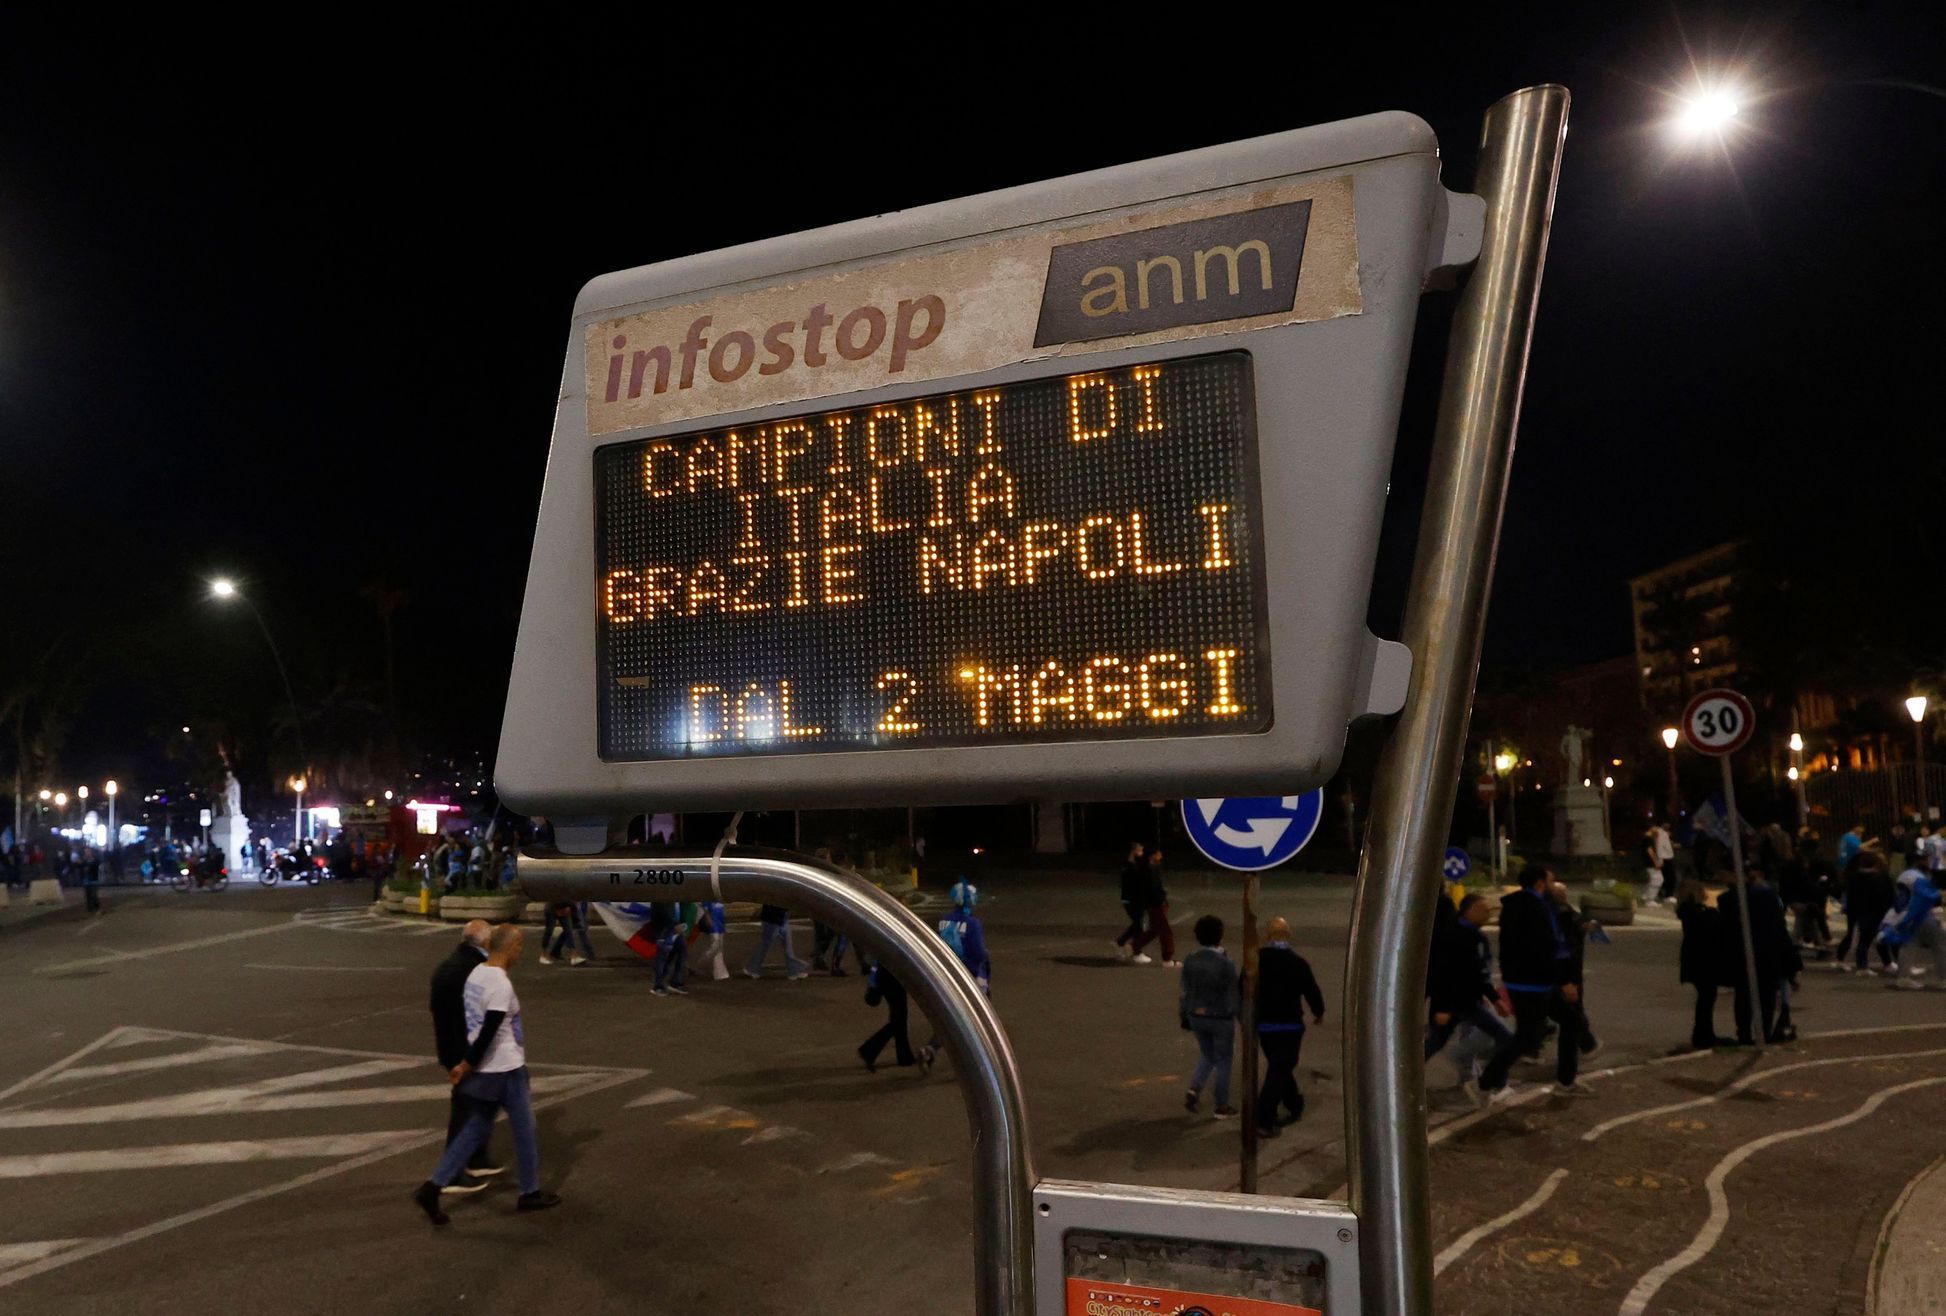 infostop anm
CAMPIONI DI
ITALIA
GRAZIE NAPOLI
DAL 2 MAGGI
n 2800
30